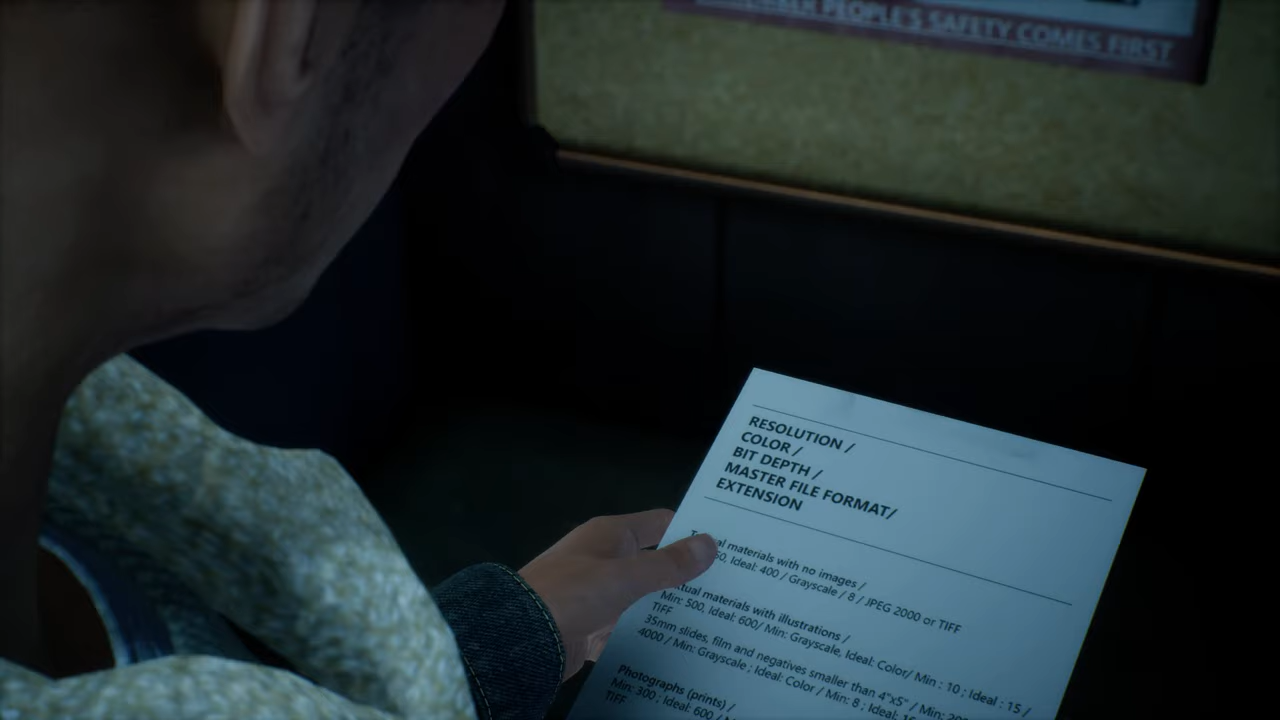 PEOPLE'S SAFETY COMES FIRST
RESOLUTION /
COLOR /
BIT DEPTH /
MASTER FILE FORMAT/
EXTENSION
materials with no images /
Ideal: 400 / Grayscale / 8 / JPEG 2000 or TIFF
materials with illustrations /
Min: 500, Ideal: 600/ Min: Grayscale, Ideal: Color/ Min : 10 ; Ideal : 15 /
TIFF
35mm slides, film and negatives smaller than 4"x5" / Min:
4000 / Min: Grayscale ; Ideal: Color / Min: 8 ; Ideal:
Photographs (prints) /
Min: 300 ; Ideal: 600 /
TIFF